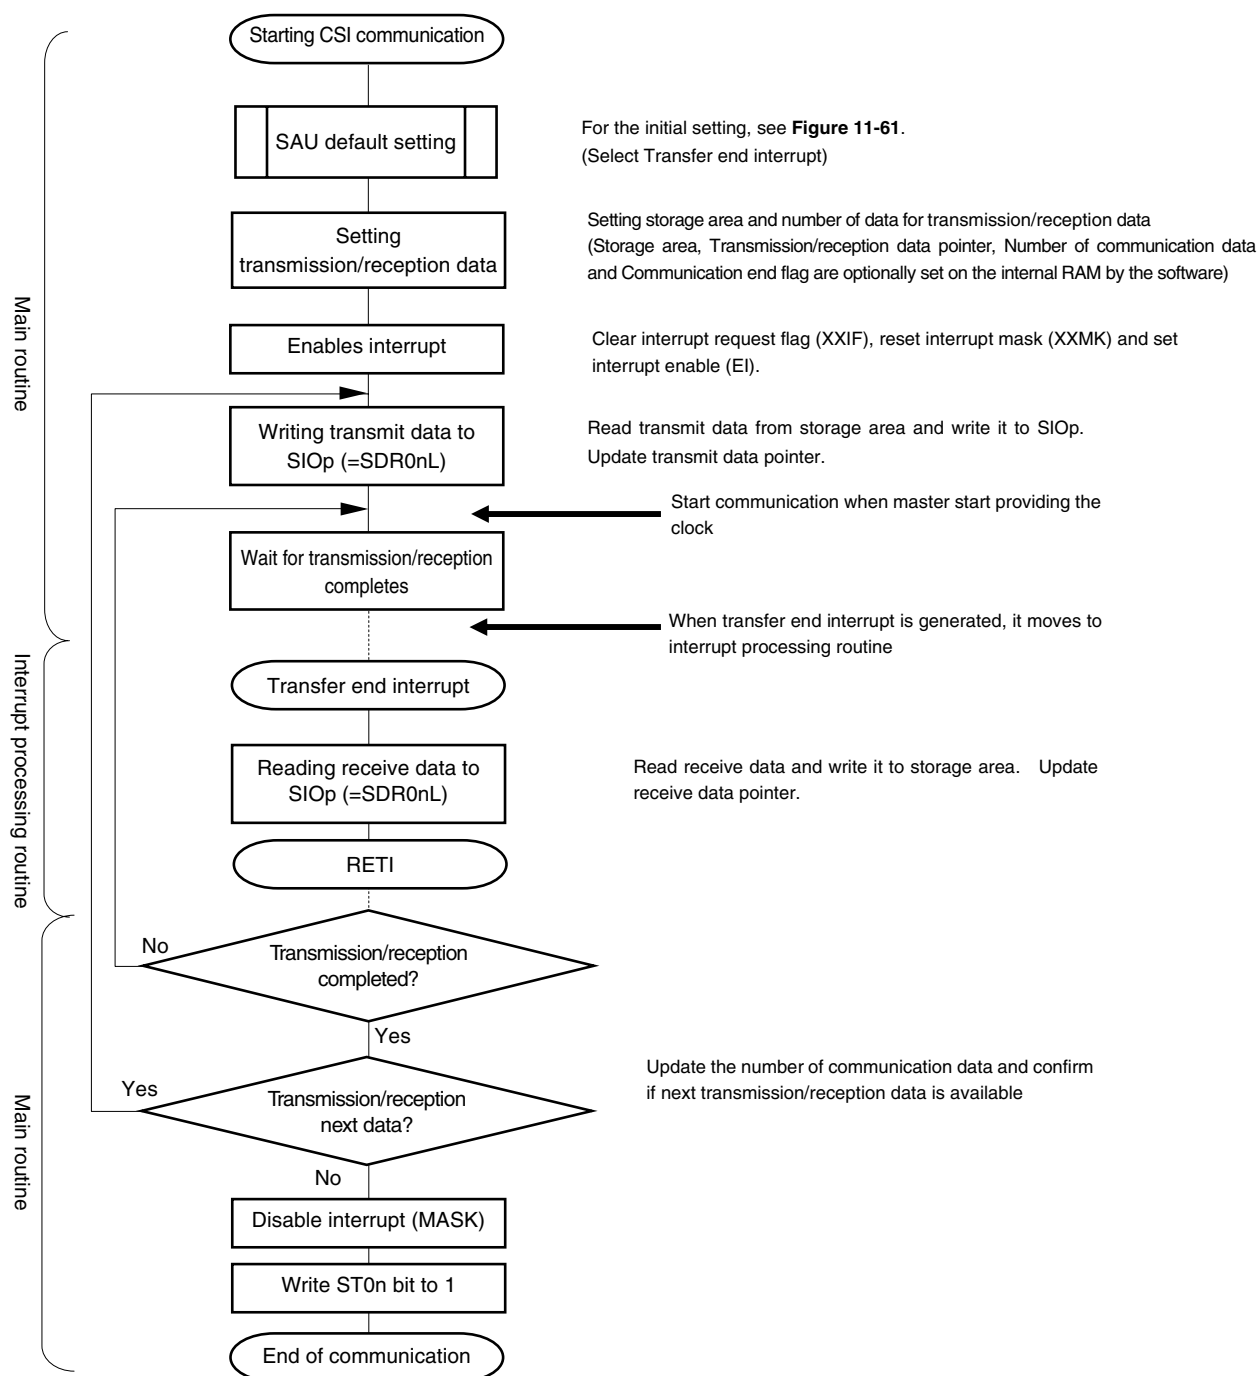 Starting CSI communication
SAU default setting
For the initial setting, see Figure 11-61.
(Select Transfer end interrupt)
Setting
transmission/reception data
Setting storage area and number of data for transmission/reception data
(Storage area, Transmission/reception data pointer, Number of communication data
and Communication end flag are optionally set on the internal RAM by the software)
Main routine
Enables interrupt
Clear interrupt request flag (XXIF), reset interrupt mask (XXMK) and set
interrupt enable (EI).
Writing transmit data to
SIOp (=SDR0nL)
Read transmit data from storage area and write it to SIOp.
Update transmit data pointer.
Start communication when master start providing the
clock
Wait for transmission/reception
completes
When transfer end interrupt is generated, it moves to
interrupt processing routine
Interrupt processing routine
Transfer end interrupt
Reading receive data to
SIOp (=SDR0nL)
Read receive data and write it to storage area. Update
receive data pointer.
RETI
No
Transmission/reception
completed?
Yes
Main routine
Yes
Transmission/reception
next data?
Update the number of communication data and confirm
if next transmission/reception data is available
No
Disable interrupt (MASK)
Write ST0n bit to 1
End of communication